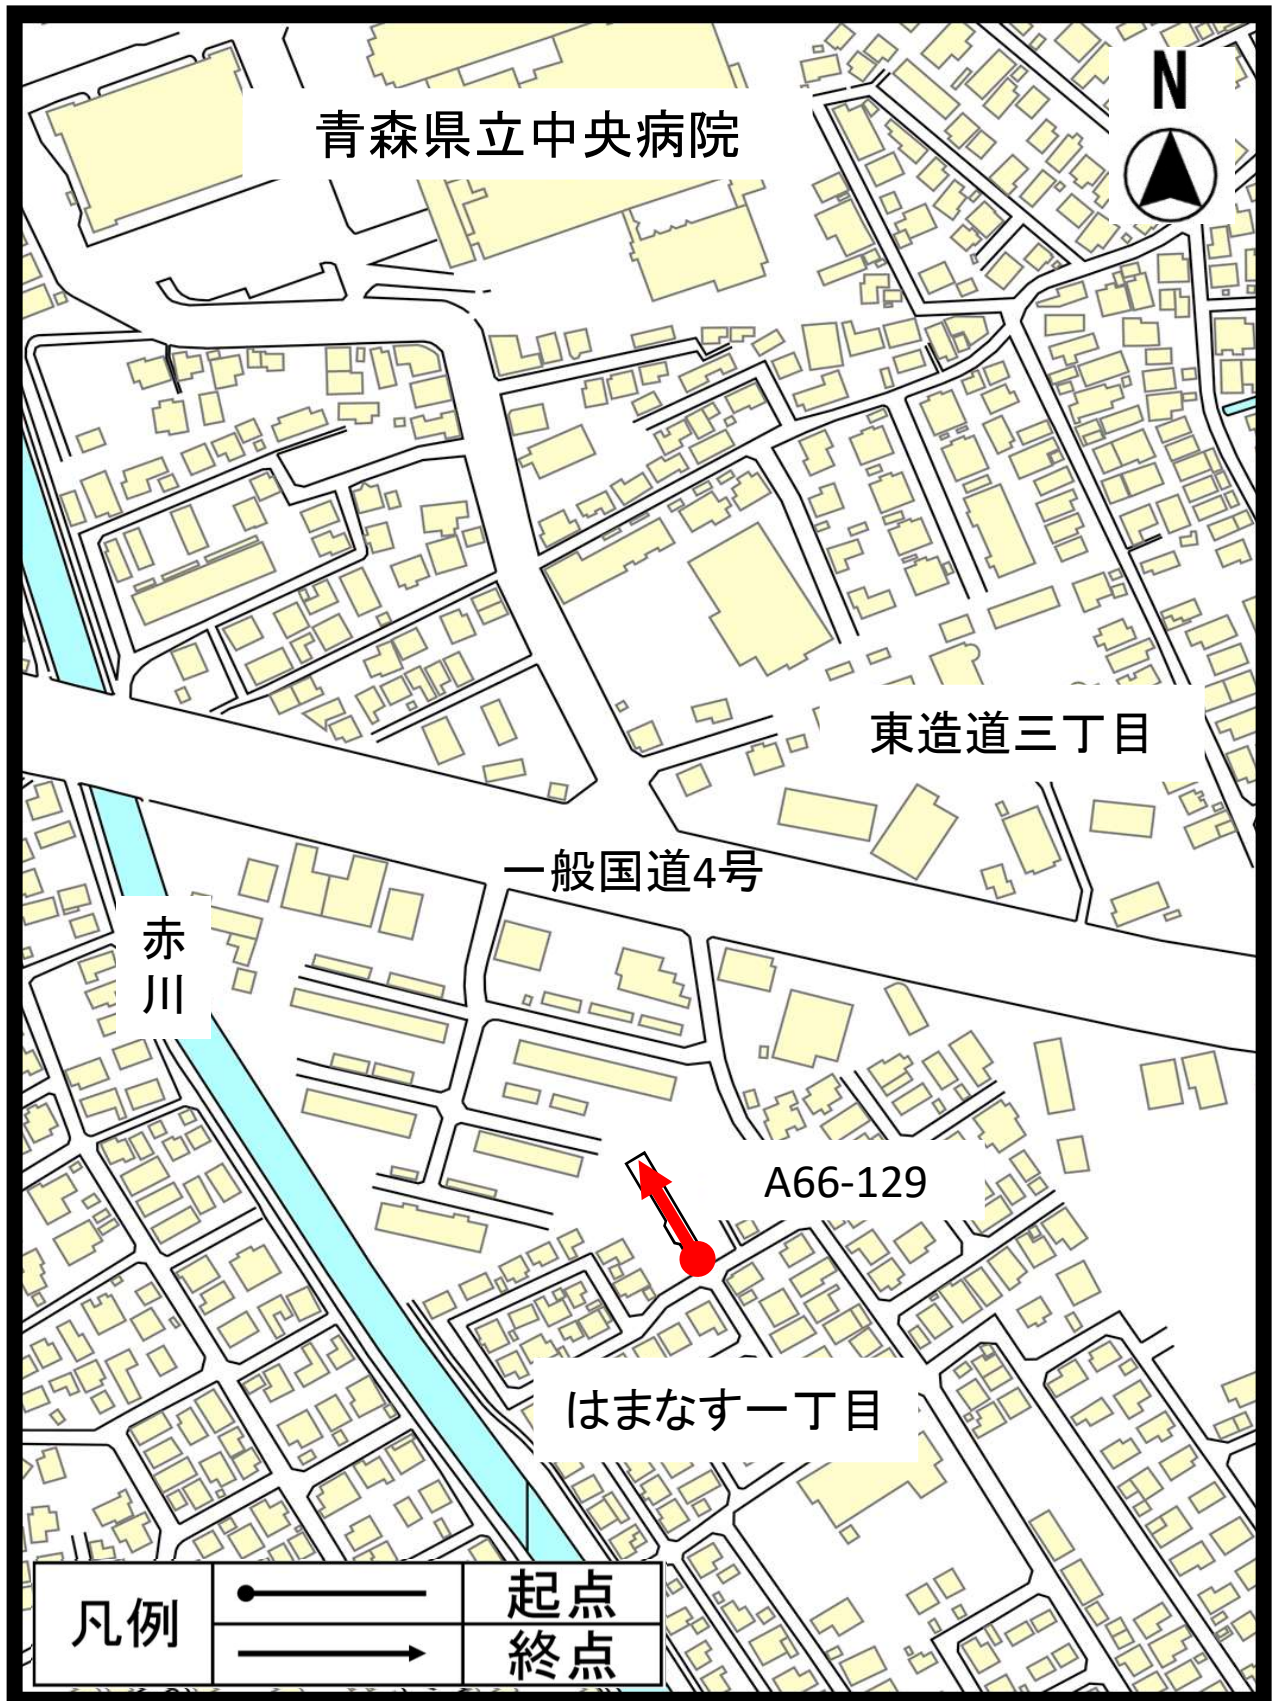 N
青森県立中央病院
東造道三丁目
一般国道4号
赤
川
A66-129
はまなす一丁目
凡例
起点
終点